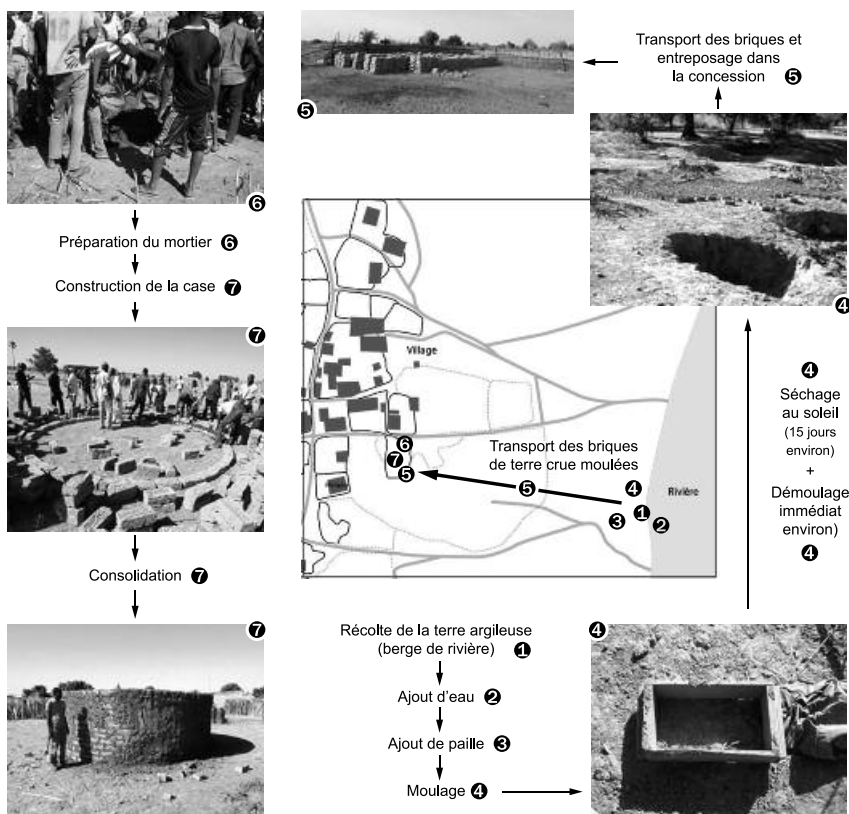 Transport des briques et
entreposage dans
la concession ❺
❺
❻
❹
Préparation du mortier ❻
Construction de la case ❼
❼
Village
❹
Séchage
au soleil
(15 jours
environ)
+
Démoulage
immédiat
environ)
❹
Transport des briques
de terre crue moulées
❻
❼
❺
❺
❹
Rivière
❸
❶
❷
Consolidation ❼
❼
Récolte de la terre argileuse
(berge de rivière) ❶
❹
Ajout d'eau ❷
Ajout de paille ❸
Moulage ❹